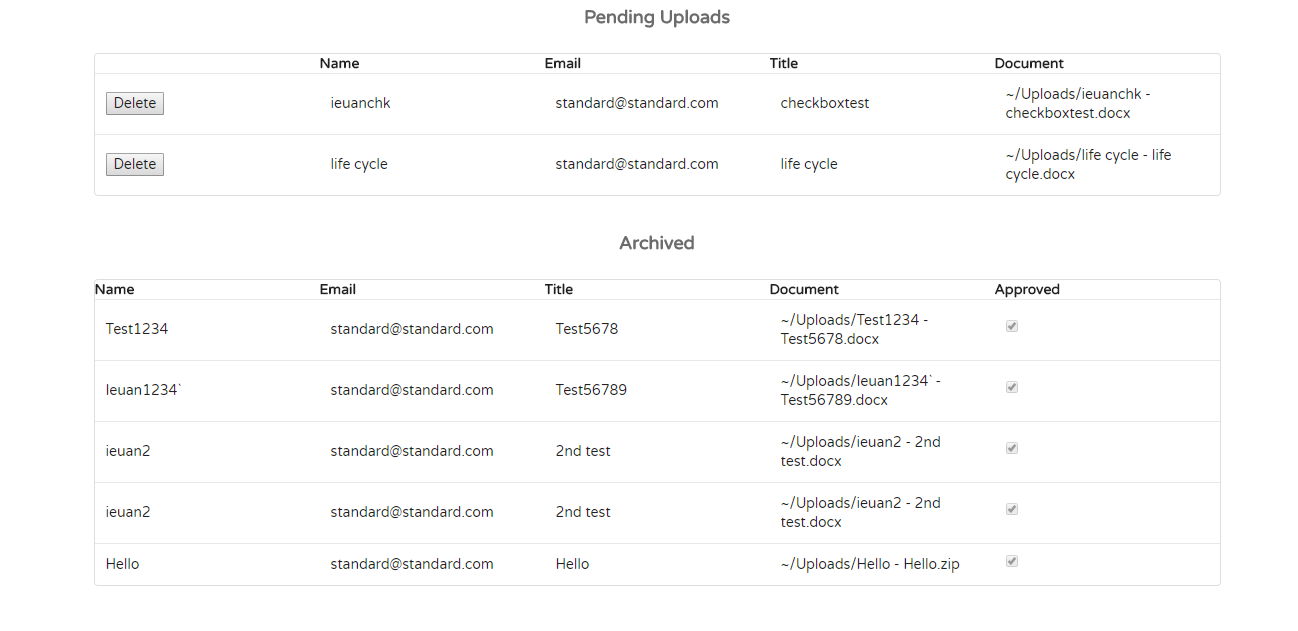 Pending Uploads
Name Email Title Document
Delete ieuanchk standard@standard.com checkboxtest ~/Uploads/ieuanchk -
checkboxtest.docx
Delete life cycle standard@standard.com life cycle ~/Uploads/life cycle - life
cycle.docx
Archived
Name Email Title Document Approved
Test1234 standard@standard.com Test5678 ~/Uploads/Test1234 -
Test5678.docx
Ieuan1234` standard@standard.com Test56789 ~/Uploads/Ieuan1234` -
Test56789.docx
ieuan2 standard@standard.com 2nd test ~/Uploads/ieuan2 - 2nd
test.docx
ieuan2 standard@standard.com 2nd test ~/Uploads/ieuan2 - 2nd
test.docx
Hello standard@standard.com Hello ~/Uploads/Hello - Hello.zip